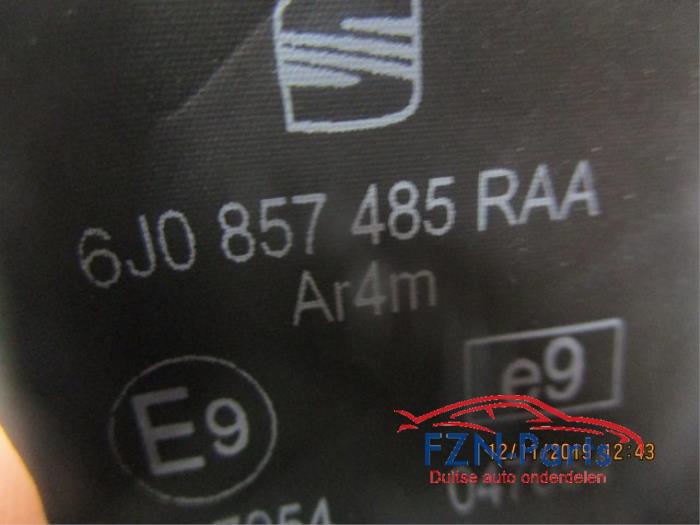 6J0 857 485 RAA
Ar4m
E9
e9
FZN Parts
12/11/2019 12:43
Duitse auto onderdelen